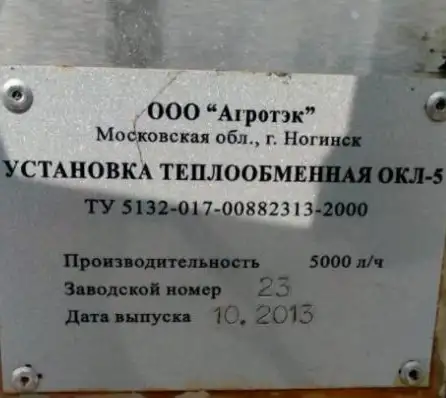 ООО "Агротэк"
Московская обл., г. Ногинск
УСТАНОВКА ТЕПЛООБМЕННАЯ ОКЛ-5
ТУ 5132-017-00882313-2000
Производительность 5000 л/ч
Заводской номер 23
Дата выпуска 10.2013